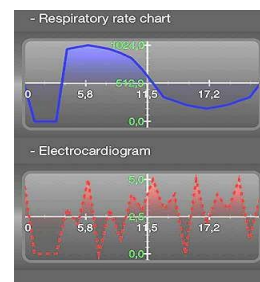 - Respiratory rate chart
1024,0
512,0
0 5,8 11,5 17,2
0,0
- Electrocardiogram
5,0
2,5
0 5,8 11,5 17,2
0,0